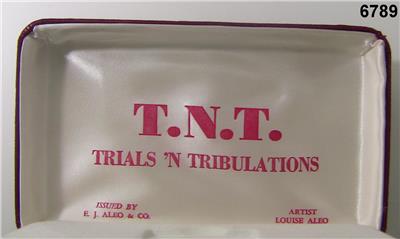 6789
T.N.T.
TRIALS 'N TRIBULATIONS
ISSUED BY
E. J. ALEO & CO.
ARTIST
LOUISE ALEO